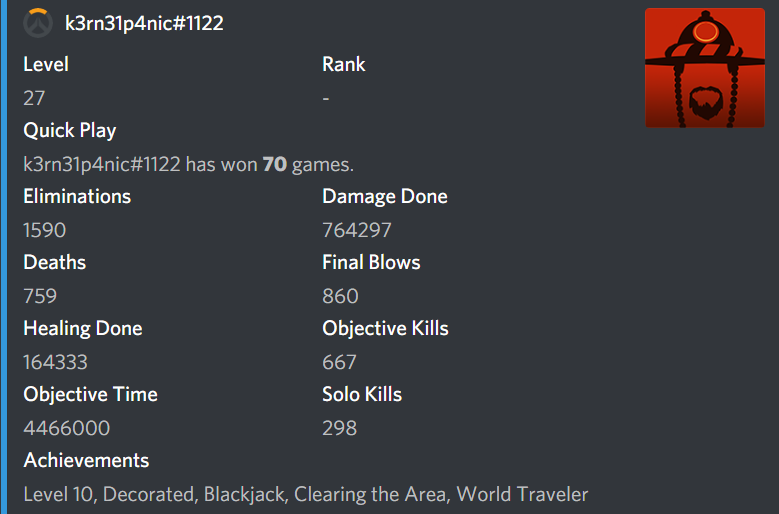 k3rn31p4nic#1122
Level Rank
27 -
Quick Play
k3rn31p4nic#1122 has won 70 games.
Eliminations Damage Done
1590 764297
Deaths Final Blows
759 860
Healing Done Objective Kills
164333 667
Objective Time Solo Kills
4466000 298
Achievements
Level 10, Decorated, Blackjack, Clearing the Area, World Traveler